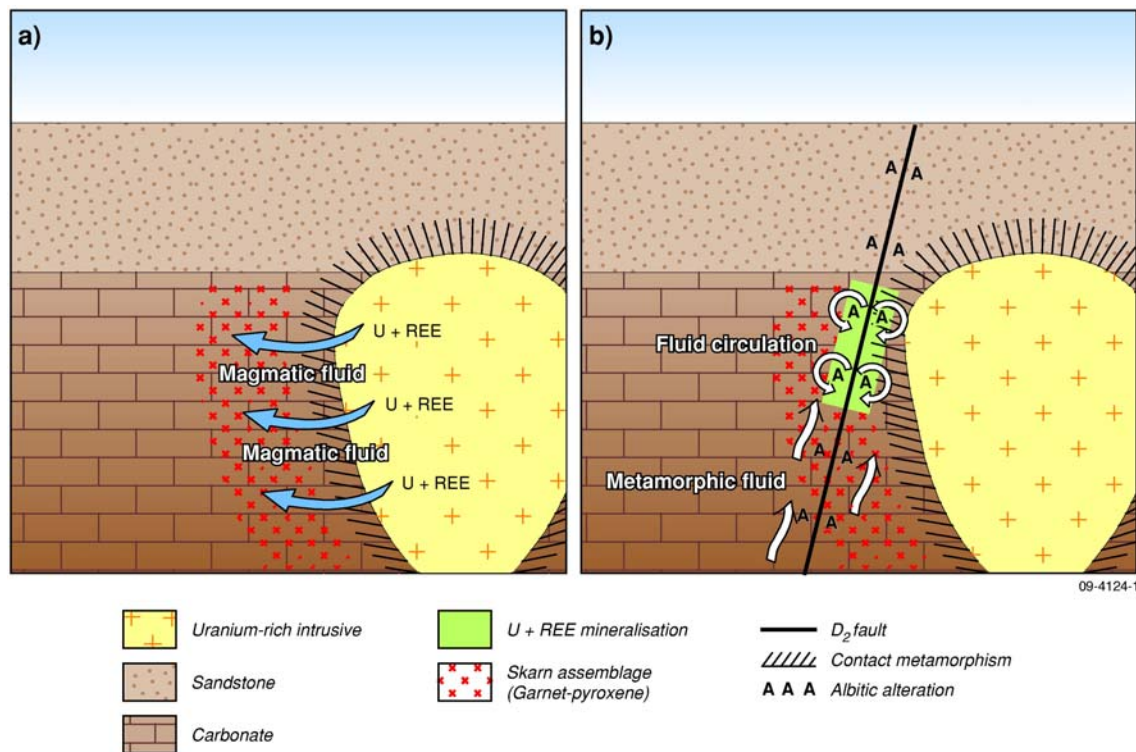 a)
U + REE
Magmatic fluid
U + REE
Magmatic fluid
U + REE
b)
A A
A A
A A
Fluid circulation
A A
A A
Metamorphic fluid
A A
09-4124-1
Uranium-rich intrusive
Sandstone
Carbonate
U + REE mineralisation
Skarn assemblage
(Garnet-pyroxene)
D2 fault
Contact metamorphism
A A A Albitic alteration